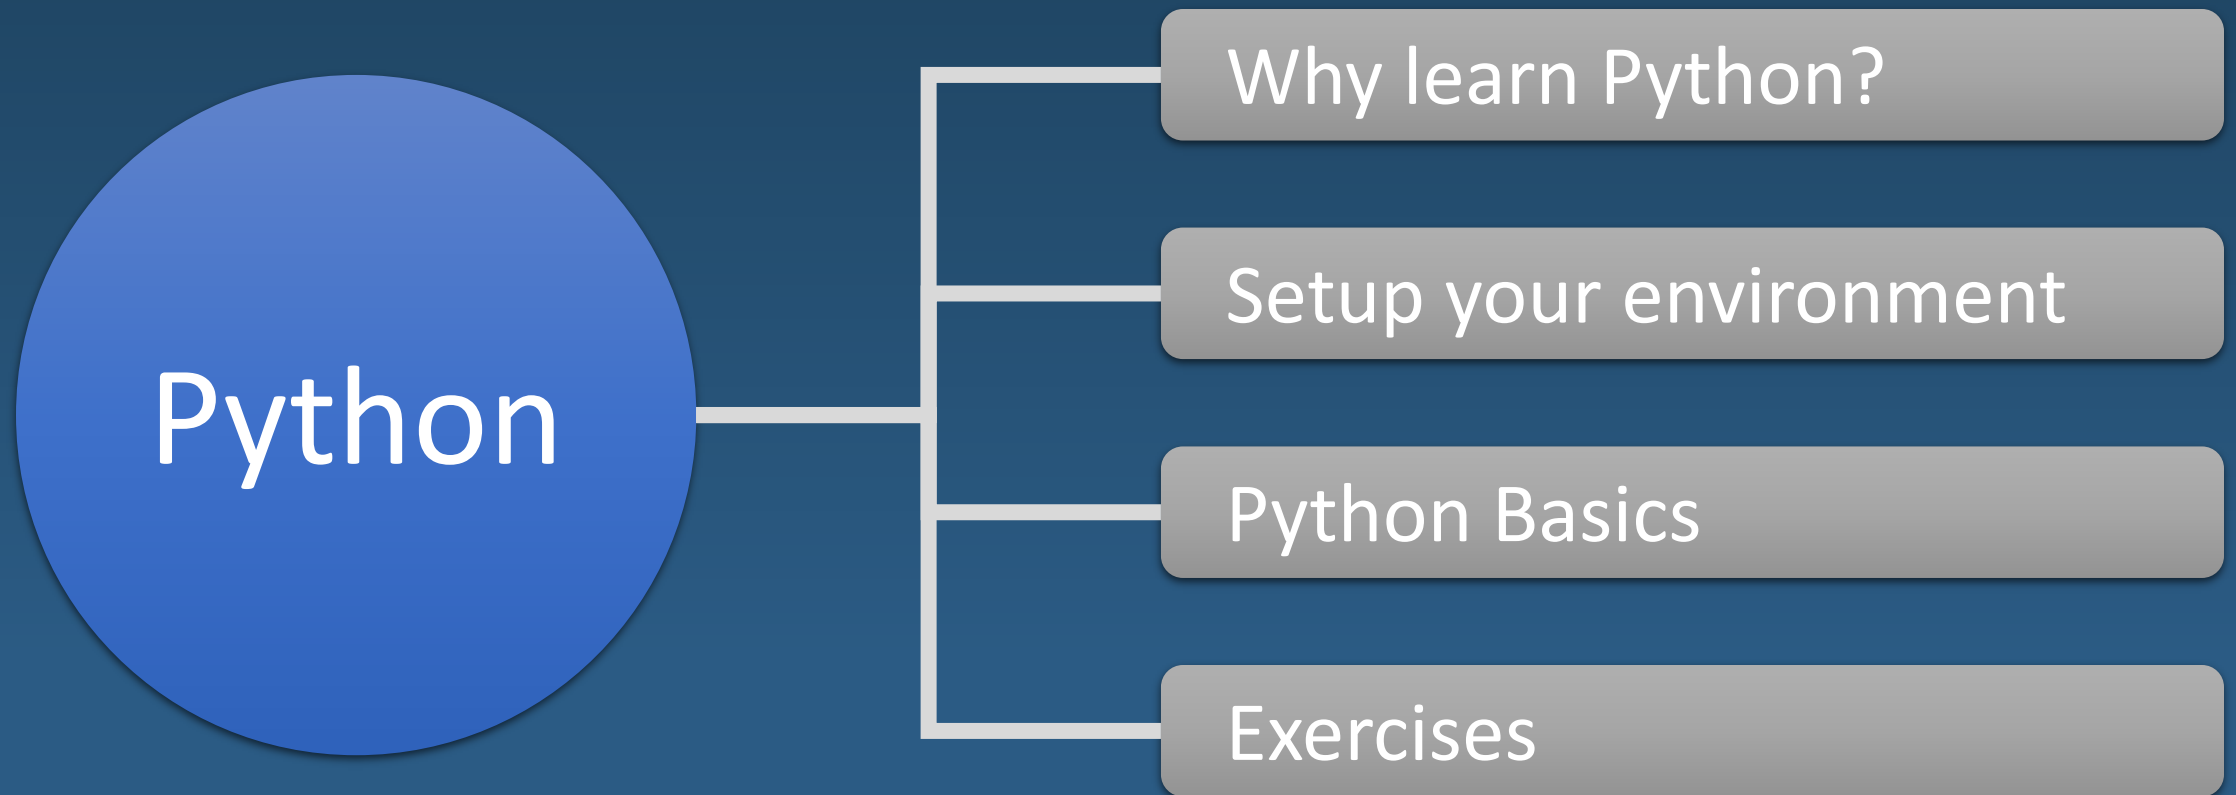 Python
Why learn Python?
Setup your environment
Python Basics
Exercises